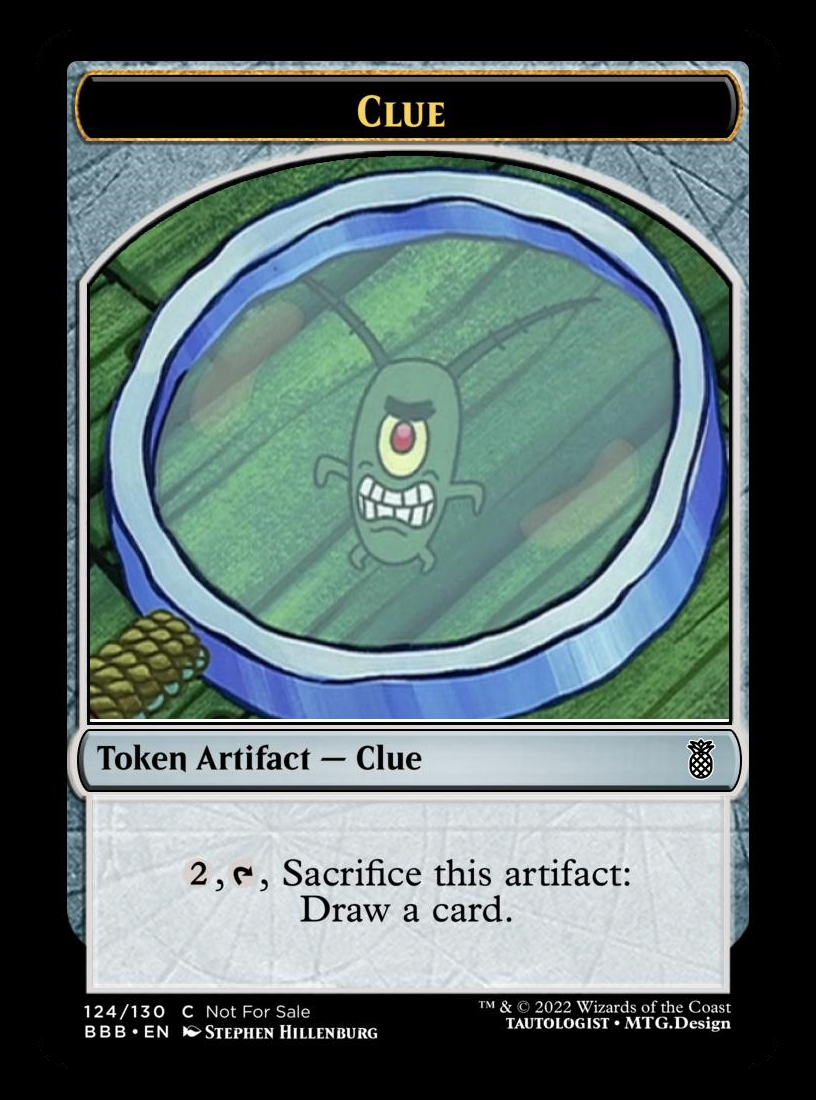 Clue
Token Artifact — Clue
2, , Sacrifice this artifact:
Draw a card.
124/130 C Not For Sale
BBB • EN STEPHEN HILLENBURG
™ & © 2022 Wizards of the Coast
TAUTOLOGIST • MTG.Design